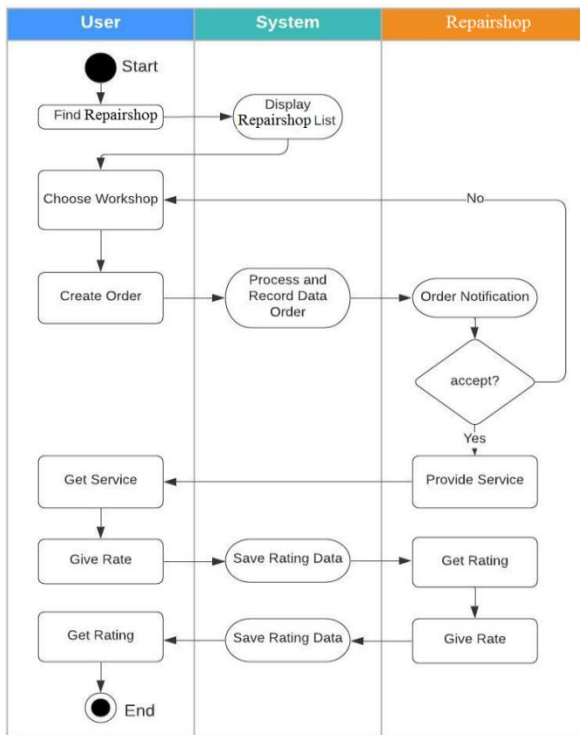 User
System
Repairshop
Start
Find Repairshop
Display
Repairshop List
Choose Workshop
No
Create Order
Process and
Record Data
Order
Order Notification
accept?
Yes
Get Service
Provide Service
Give Rate
Save Rating Data
Get Rating
Get Rating
Save Rating Data
Give Rate
End